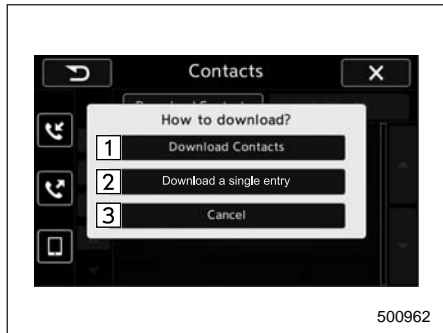 Contacts
How to download?
1 Download Contacts
2 Download a single entry
3 Cancel
500962